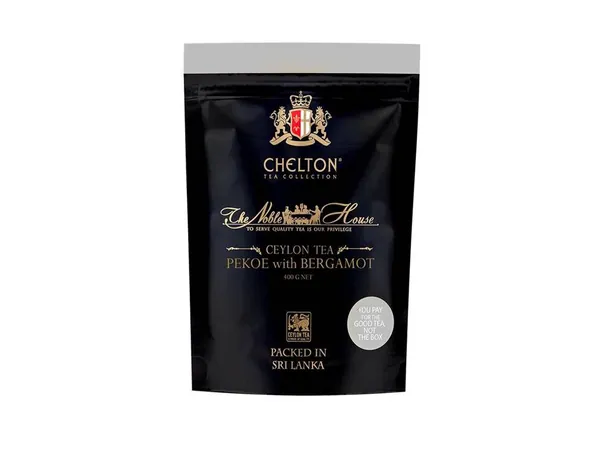 CHELTON®
TEA COLLECTION
The Noble House
TO SERVE QUALITY TEA IS OUR PRIVILEGE
CEYLON TEA
PEKOE with BERGAMOT
400 G NET
YOU PAY
FOR THE
GOOD TEA
NOT
THE BOX
CEYLON TEA
PACKED IN
SRI LANKA